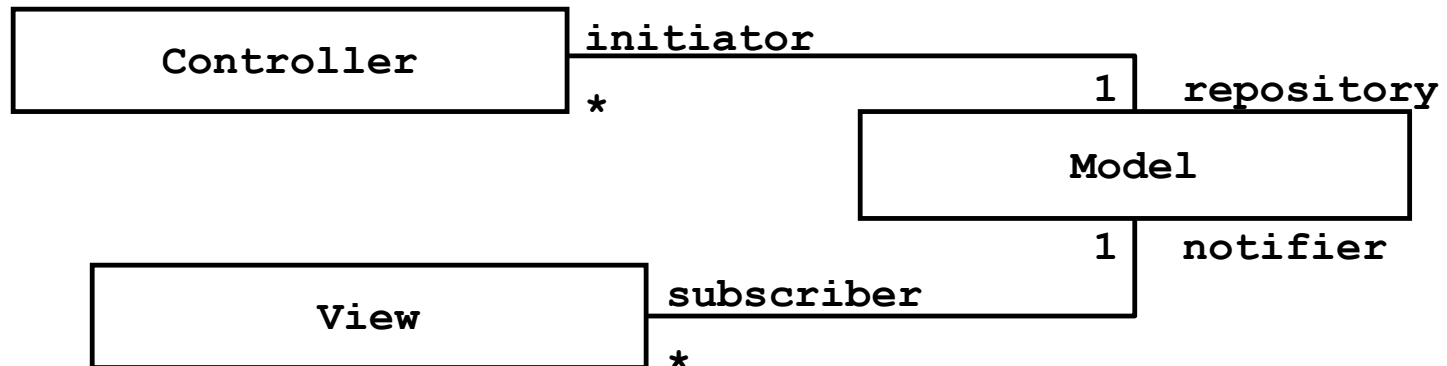 Controller
initiator
*
1 repository
Model
1 notifier
View
subscriber
*